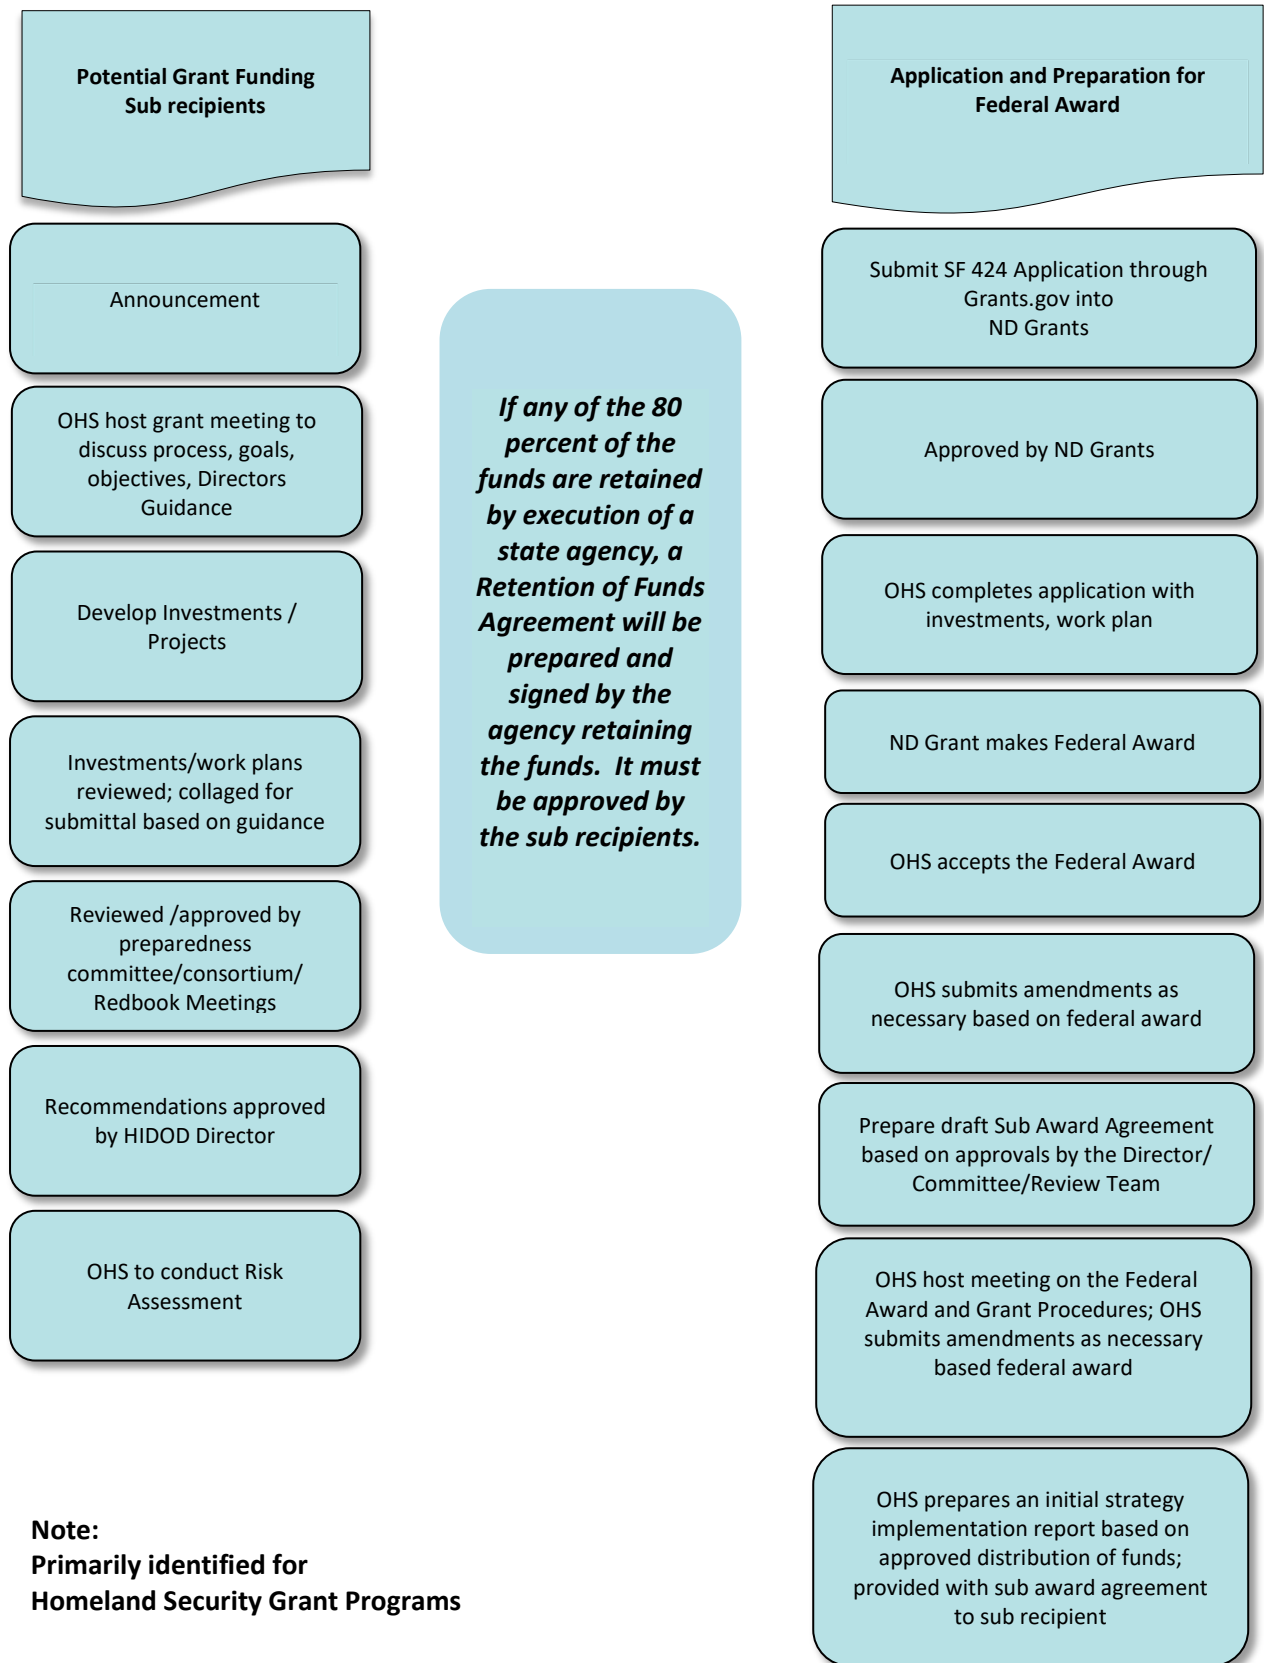 Potential Grant Funding
Sub recipients
Announcement
OHS host grant meeting to
discuss process, goals,
objectives, Directors
Guidance
Develop Investments /
Projects
Investments/work plans
reviewed; collaged for
submittal based on guidance
Reviewed /approved by
preparedness
committee/consortium/
Redbook Meetings
Recommendations approved
by HIDOD Director
OHS to conduct Risk
Assessment
If any of the 80
percent of the
funds are retained
by execution of a
state agency, a
Retention of Funds
Agreement will be
prepared and
signed by the
agency retaining
the funds.  It must
be approved by
the sub recipients.
Application and Preparation for
Federal Award
Submit SF 424 Application through
Grants.gov into
ND Grants
Approved by ND Grants
OHS completes application with
investments, work plan
ND Grant makes Federal Award
OHS accepts the Federal Award
OHS submits amendments as
necessary based on federal award
Prepare draft Sub Award Agreement
based on approvals by the Director/
Committee/Review Team
OHS host meeting on the Federal
Award and Grant Procedures; OHS
submits amendments as necessary
based federal award
OHS prepares an initial strategy
implementation report based on
approved distribution of funds;
provided with sub award agreement
to sub recipient
Note:
Primarily identified for
Homeland Security Grant Programs